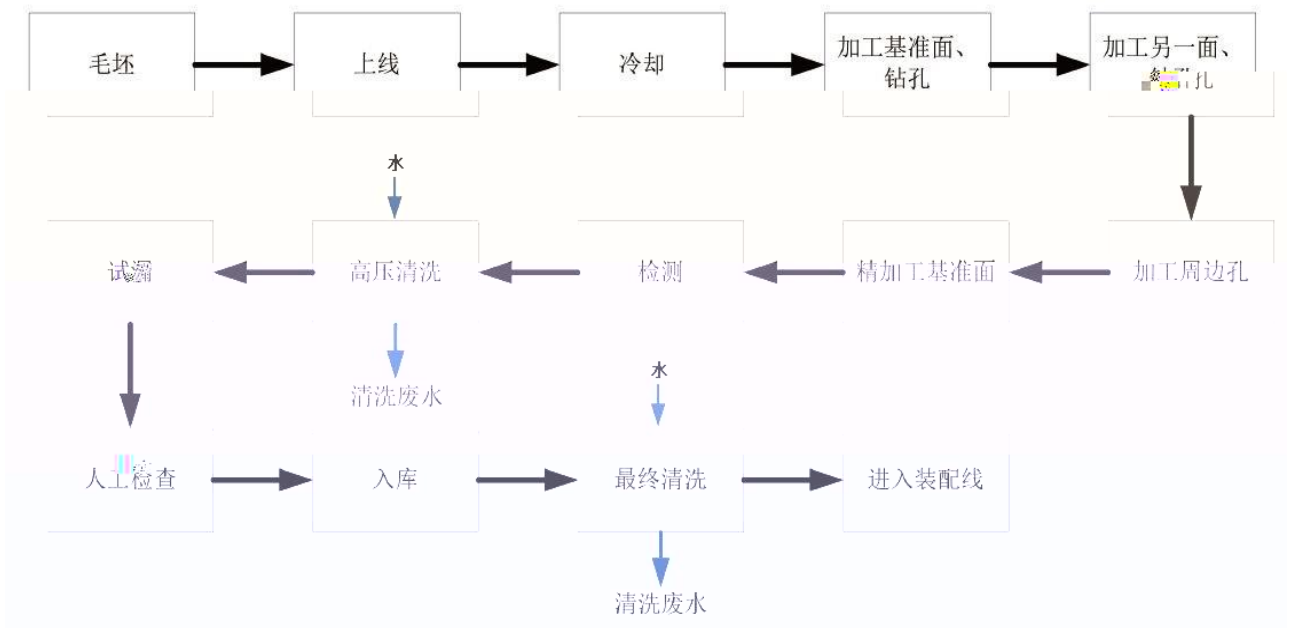 毛坯
上线
冷却
加工基准面、
钻孔
加工另一面、
钻孔
水
试漏
高压清洗
检测
精加工基准面
加工周边孔
清洗废水
水
人工检查
入库
最终清洗
进入装配线
清洗废水